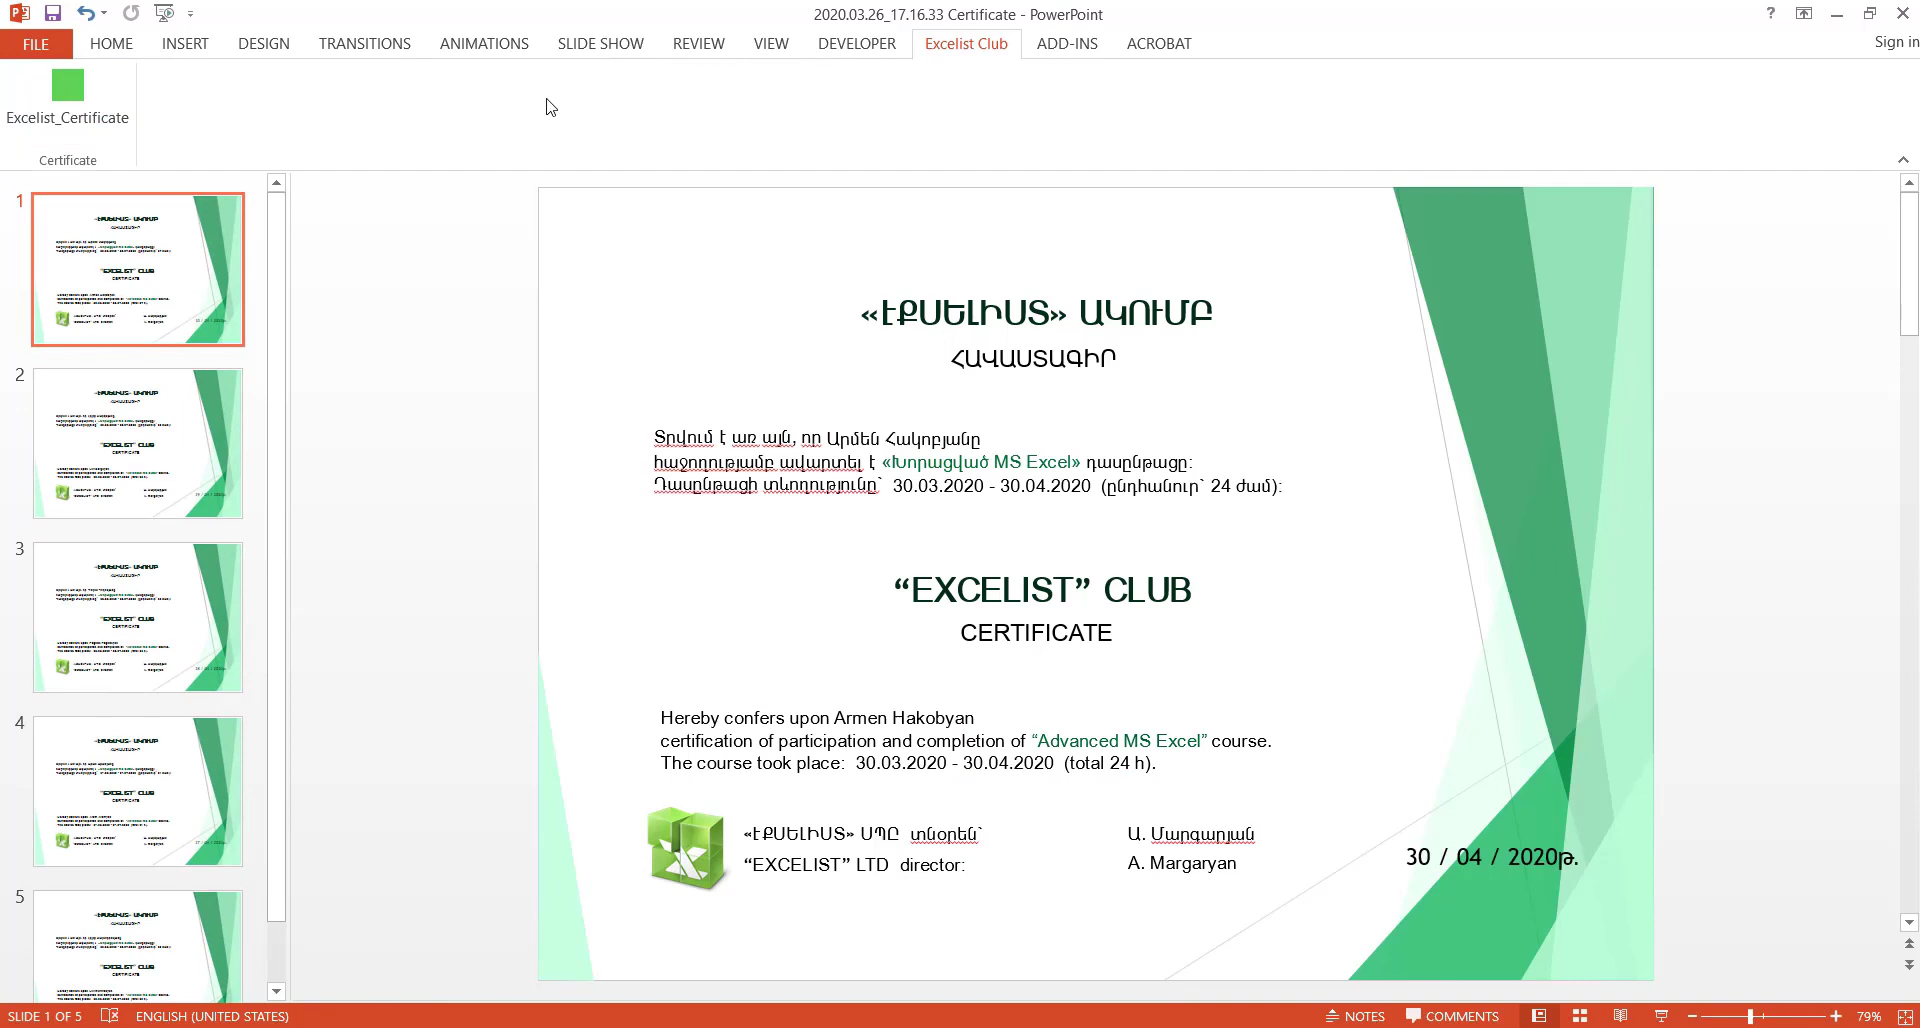 2020.03.26_17.16.33 Certificate - PowerPoint
FILE HOME INSERT DESIGN TRANSITIONS ANIMATIONS SLIDE SHOW REVIEW VIEW DEVELOPER Excelist Club ADD-INS ACROBAT Sign in
Excelist_Certificate
Certificate
1
2
3
4
5
«ԷՔՍԵԼԻՍՏ» ԱԿՈՒՄԲ
ՀԱՎԱՍՏԱԳԻՐ
Տրվում է առ այն, որ Արմեն Հակոբյանը
հաջողությամբ ավարտել է «Խորացված MS Excel» դասընթացը:
Դասընթացի տևողությունը՝ 30.03.2020 - 30.04.2020 (ընդհանուր՝ 24 ժամ):
“EXCELIST” CLUB
CERTIFICATE
Hereby confers upon Armen Hakobyan
certification of participation and completion of “Advanced MS Excel” course.
The course took place: 30.03.2020 - 30.04.2020 (total 24 h).
«ԷՔՍԵԼԻՍՏ» ՍՊԸ տնօրեն՝ Ա. Մարգարյան
“EXCELIST” LTD director: A. Margaryan
30 / 04 / 2020թ.
SLIDE 1 OF 5 ENGLISH (UNITED STATES) NOTES COMMENTS 79%